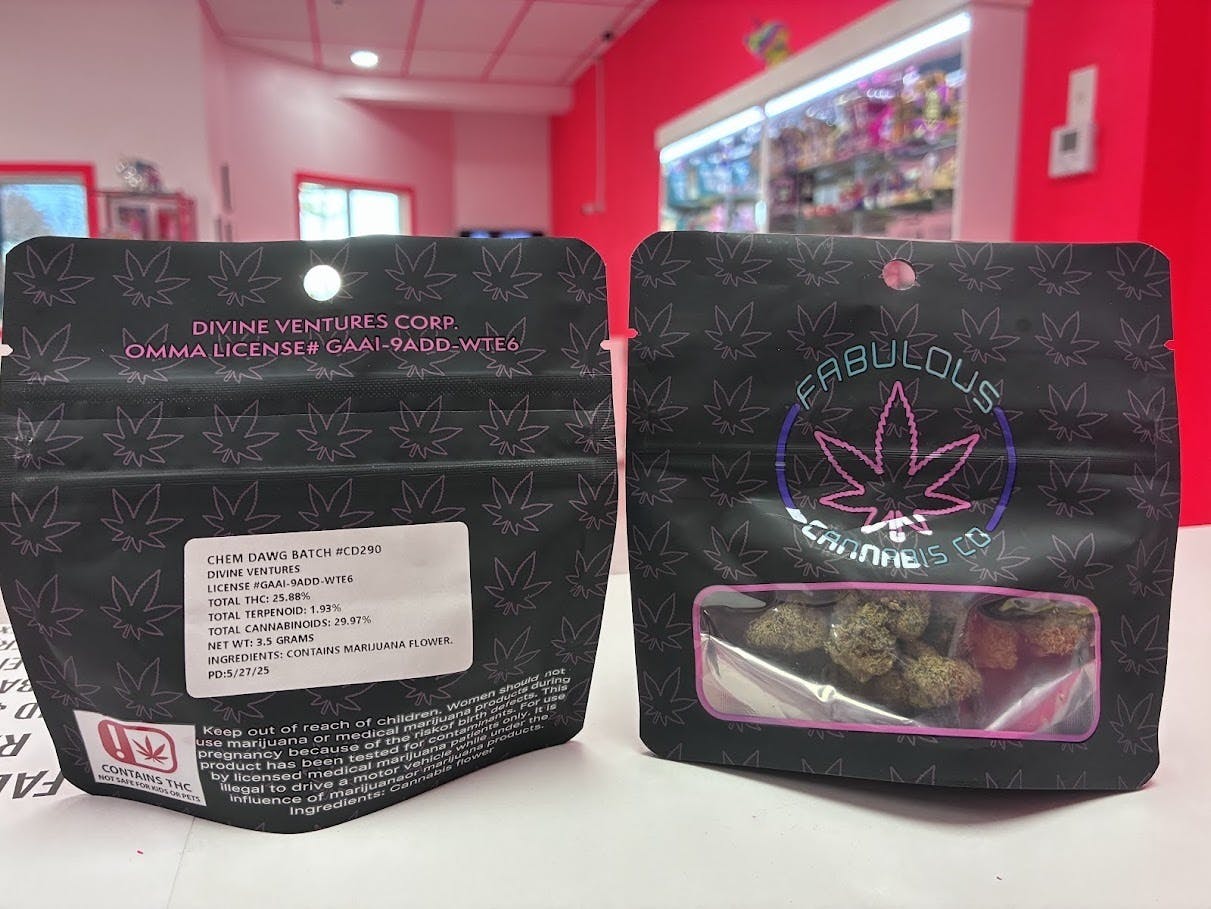 DIVINE VENTURES CORP.
OMMA LICENSE# GAAI-9ADD-WTE6
CHEM DAWG BATCH #CD290
DIVINE VENTURES
LICENSE #GAAI-9ADD-WTE6
TOTAL THC: 25.88%
TOTAL TERPENOID: 1.93%
TOTAL CANNABINOIDS: 29.97%
NET WT: 3.5 GRAMS
INGREDIENTS: CONTAINS MARIJUANA FLOWER.
PD:5/27/25
CONTAINS THC
NOT SAFE FOR KIDS OR PETS
Keep out of reach of children. Women should not
use marijuana or medical marijuana products during
pregnancy because of the riskof birth defects. This
product has been tested for contaminants. For use
by licensed medical marijuana patients only. It is
illegal to drive a motor vehicle while under the
influence of marijuanaor marijuana products.
Ingredients: Cannabis flower
FABULOUS
CANNABIS CO